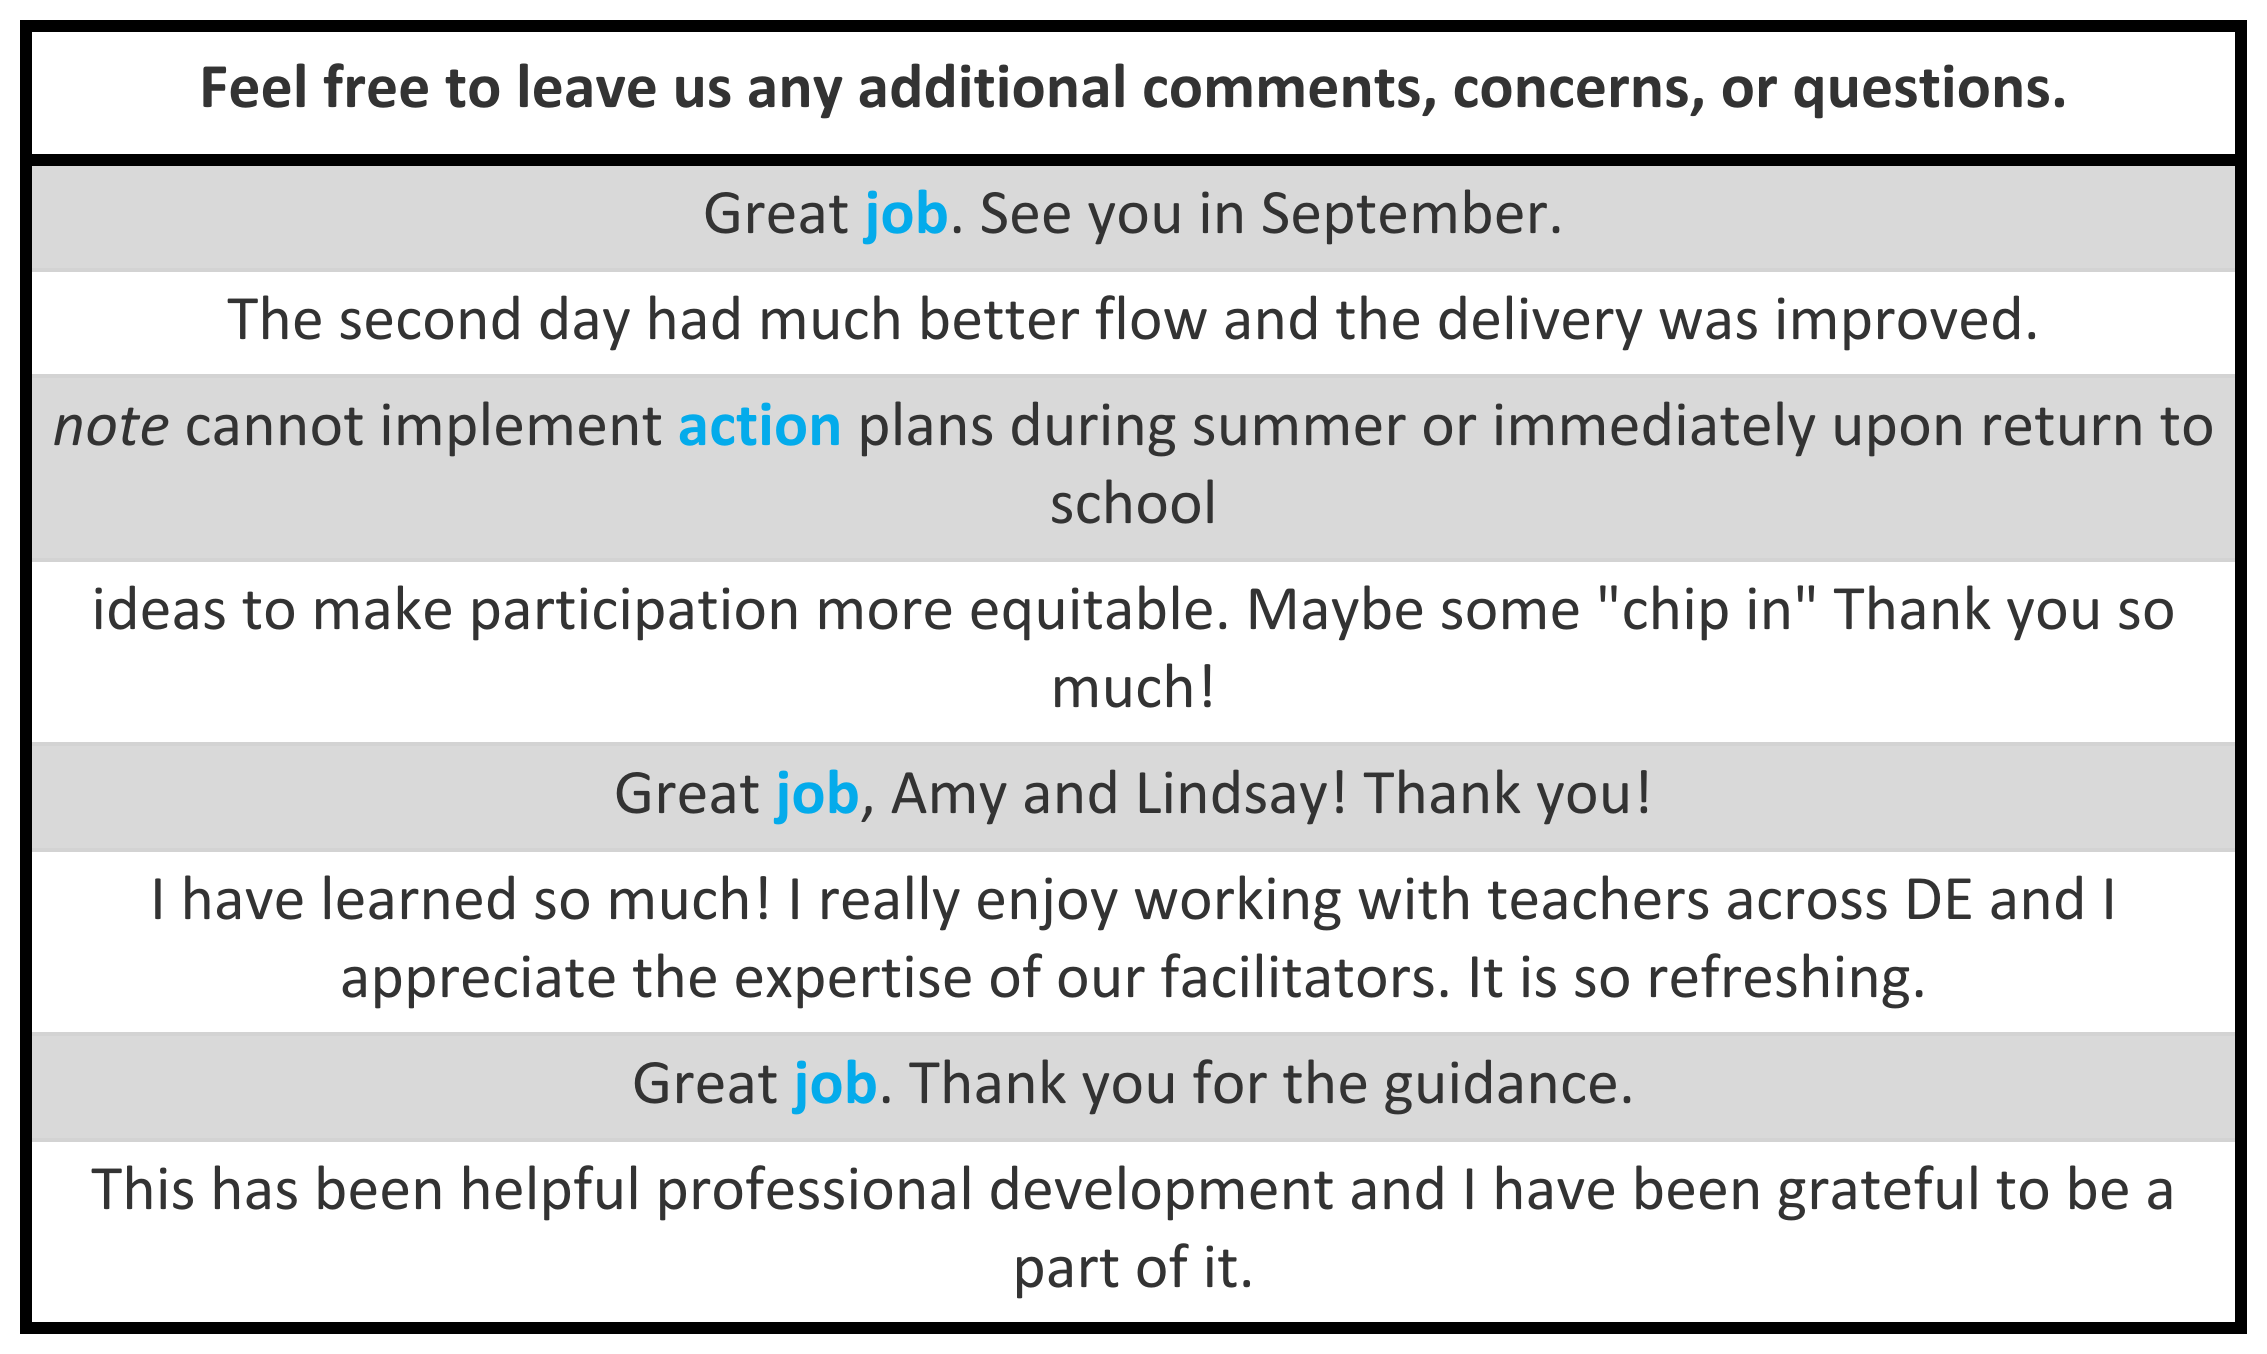 Feel free to leave us any additional comments, concerns, or questions.
Great job. See you in September.
The second day had much better flow and the delivery was improved.
note cannot implement action plans during summer or immediately upon return to
school
ideas to make participation more equitable. Maybe some "chip in" Thank you so
much!
Great job, Amy and Lindsay! Thank you!
I have learned so much! I really enjoy working with teachers across DE and I
appreciate the expertise of our facilitators. It is so refreshing.
Great job. Thank you for the guidance.
This has been helpful professional development and I have been grateful to be a
part of it.